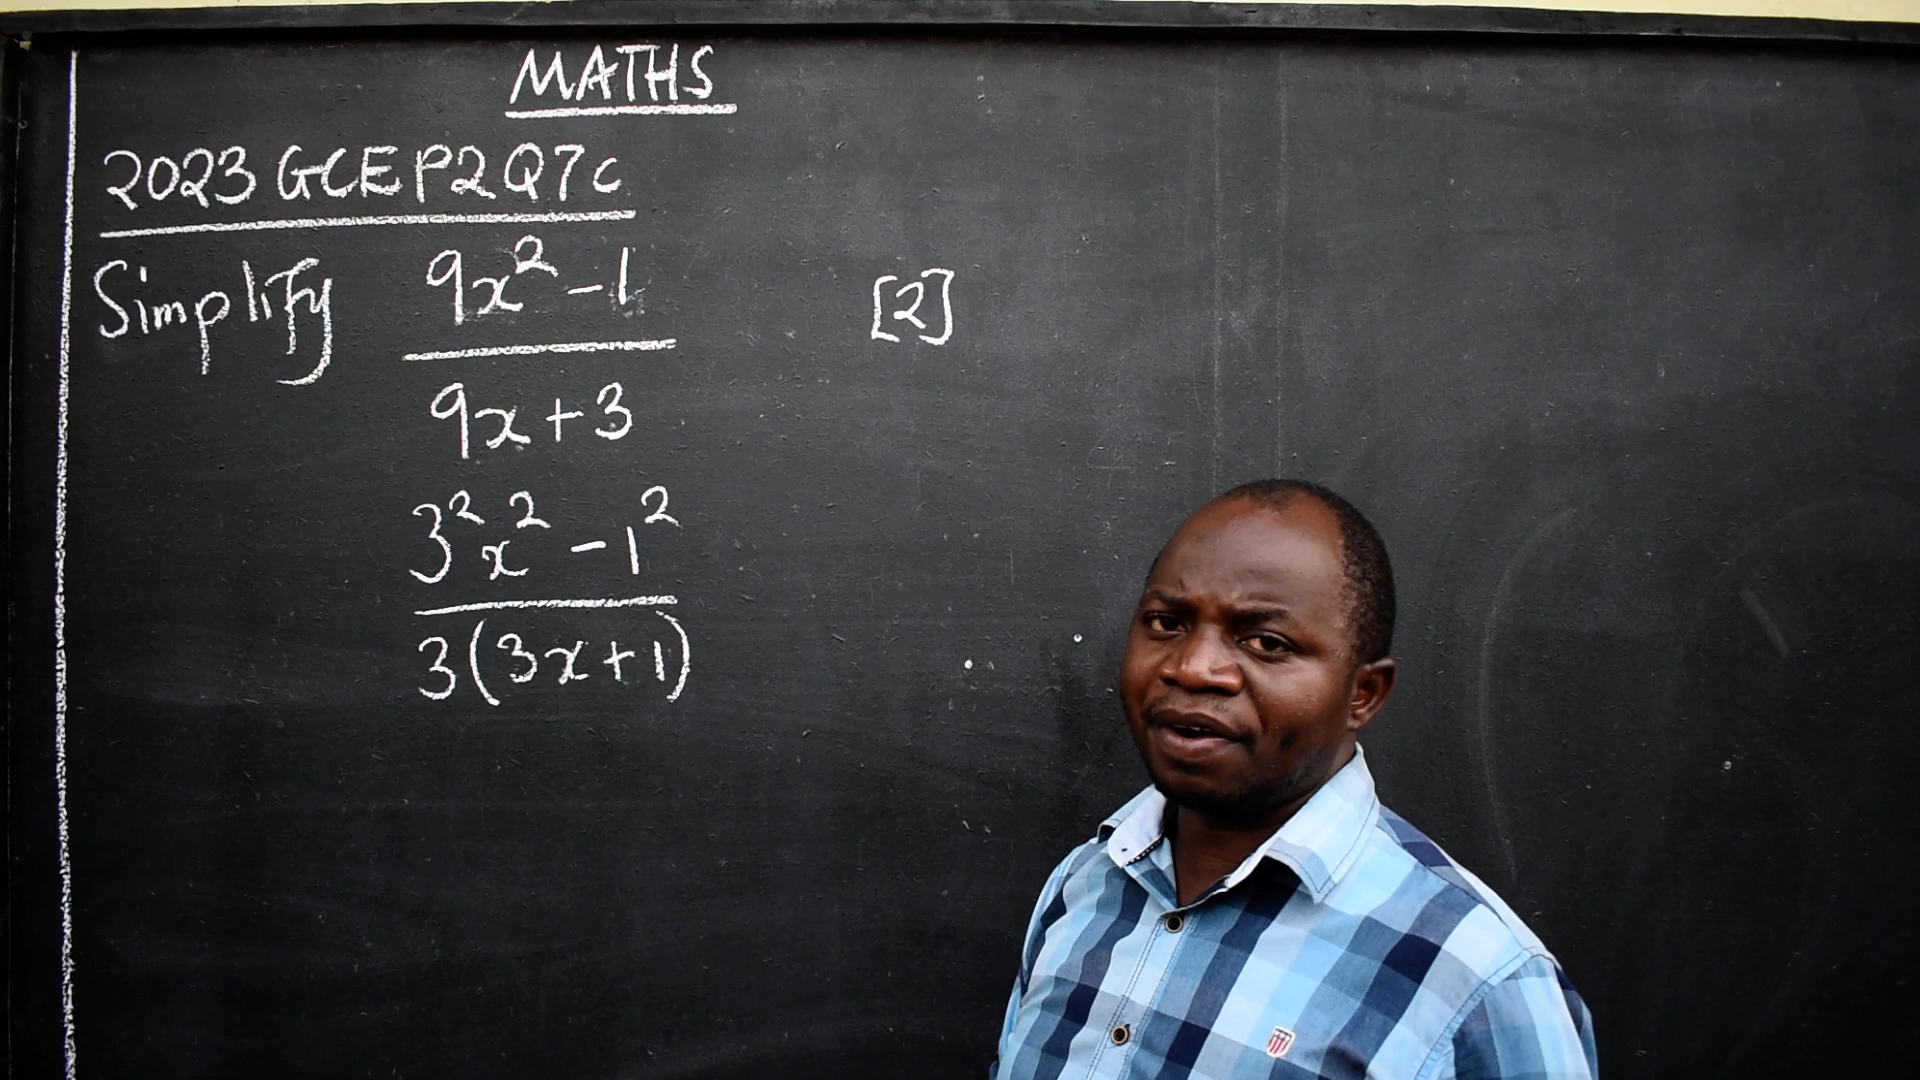 MATHS
2023 GCE P2 Q7c
Simplify 9x² - 1 [2]
9x + 3
3²x² - 1²
3(3x + 1)